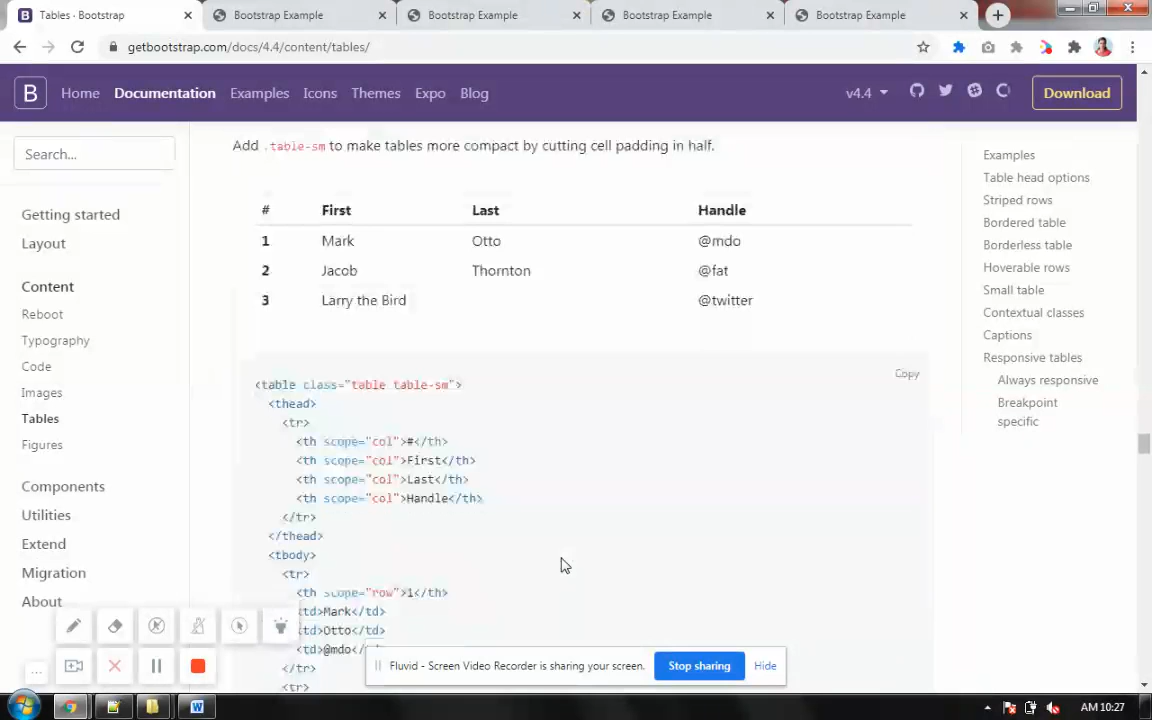 Tables · Bootstrap
Bootstrap Example
Bootstrap Example
Bootstrap Example
Bootstrap Example
getbootstrap.com/docs/4.4/content/tables/
B
Home
Documentation
Examples
Icons
Themes
Expo
Blog
v4.4
Download
Search...
Getting started
Layout
Content
Reboot
Typography
Code
Images
Tables
Figures
Components
Utilities
Extend
Migration
About
Add .table-sm to make tables more compact by cutting cell padding in half.
# First Last Handle
1 Mark Otto @mdo
2 Jacob Thornton @fat
3 Larry the Bird @twitter
Copy
<table class="table table-sm">
<thead>
<tr>
<th scope="col">#</th>
<th scope="col">First</th>
<th scope="col">Last</th>
<th scope="col">Handle</th>
</tr>
</thead>
<tbody>
<tr>
<th scope="row">1</th>
<td>Mark</td>
<td>Otto</td>
<td>@mdo</
</tr>
<tr>
Examples
Table head options
Striped rows
Bordered table
Borderless table
Hoverable rows
Small table
Contextual classes
Captions
Responsive tables
Always responsive
Breakpoint
specific
Fluvid - Screen Video Recorder is sharing your screen.
Stop sharing
Hide
AM 10:27